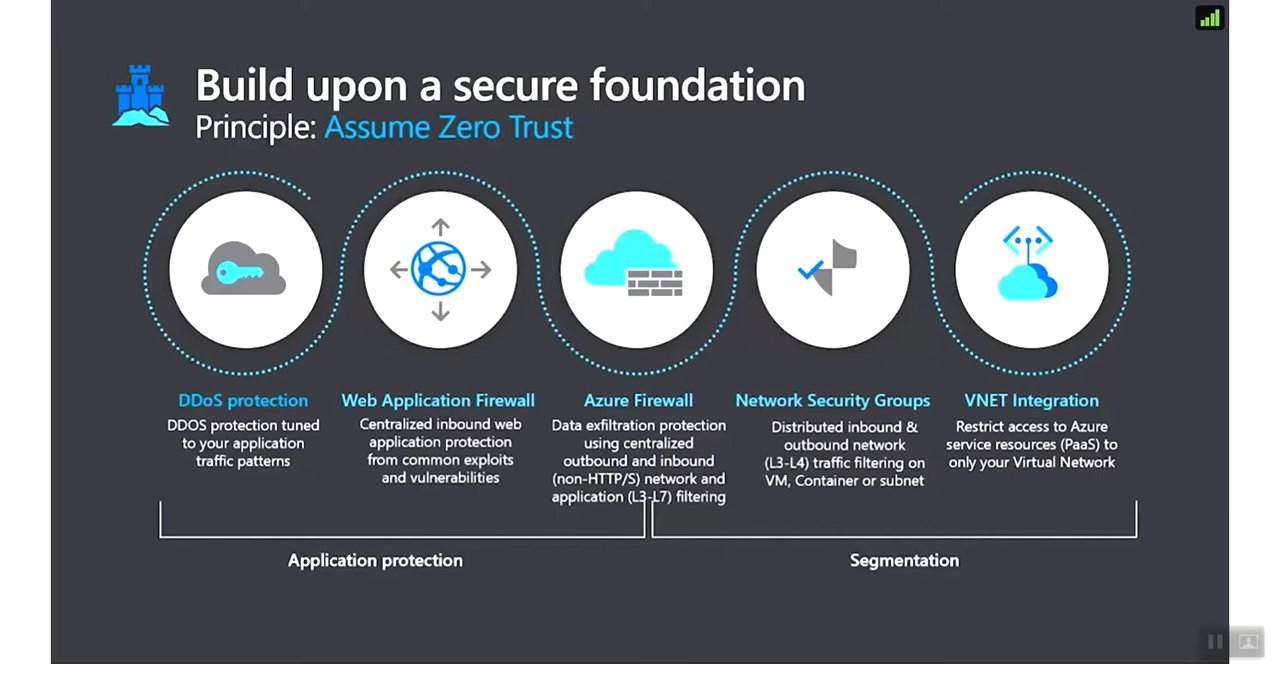 Build upon a secure foundation
Principle: Assume Zero Trust
DDoS protection
DDOS protection tuned
to your application
traffic patterns
Web Application Firewall
Centralized inbound web
application protection
from common exploits
and vulnerabilities
Azure Firewall
Data exfiltration protection
using centralized
outbound and inbound
(non-HTTP/S) network and
application (L3-L7) filtering
Network Security Groups
Distributed inbound &
outbound network
(L3-L4) traffic filtering on
VM, Container or subnet
VNET Integration
Restrict access to Azure
service resources (PaaS) to
only your Virtual Network
Application protection
Segmentation